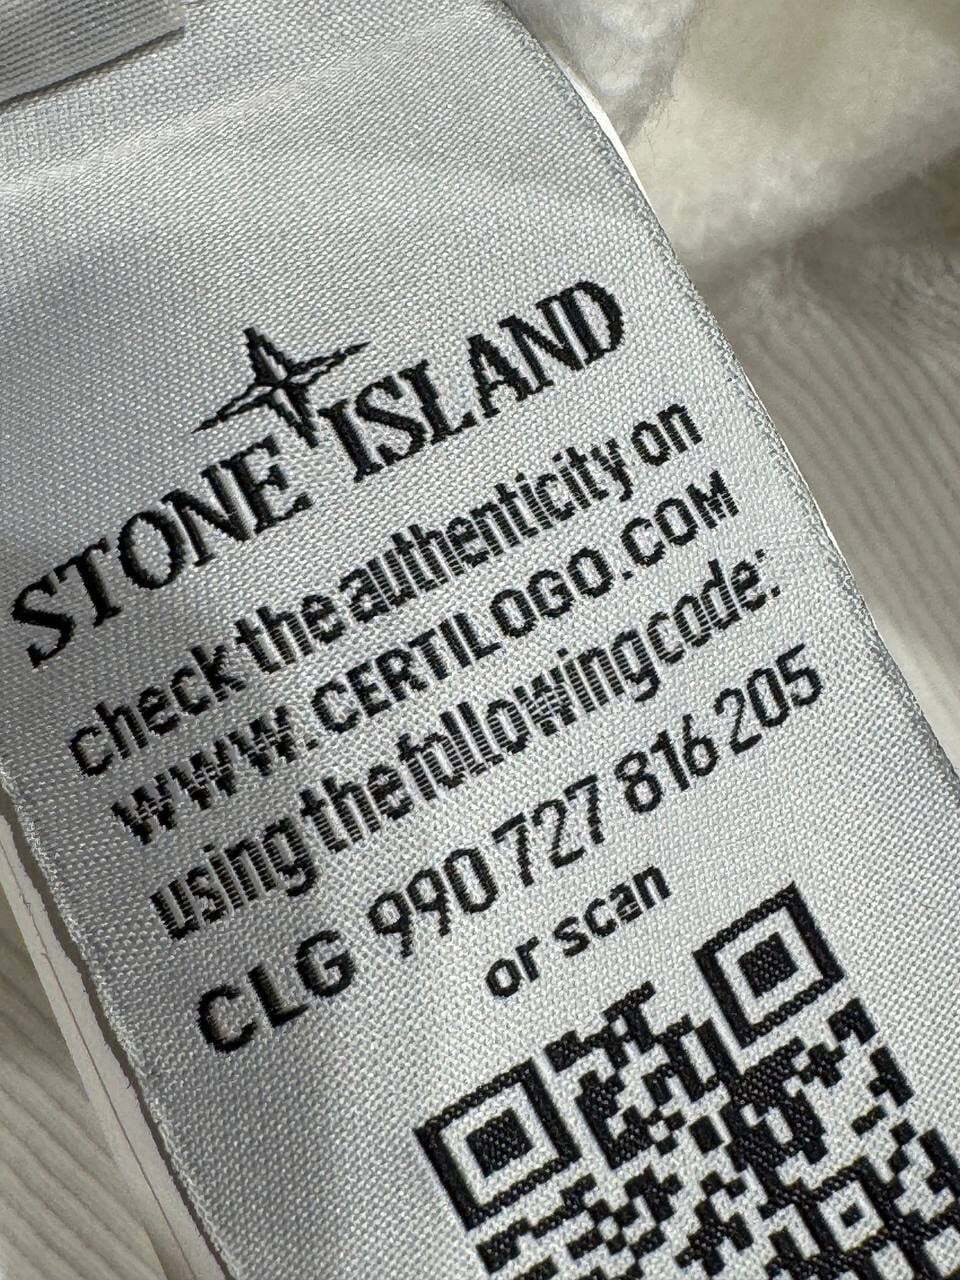 STONE ISLAND
check the authenticity on
WWW.CERTILOGO.COM
using the following code:
CLG 990 727 816 205
or scan